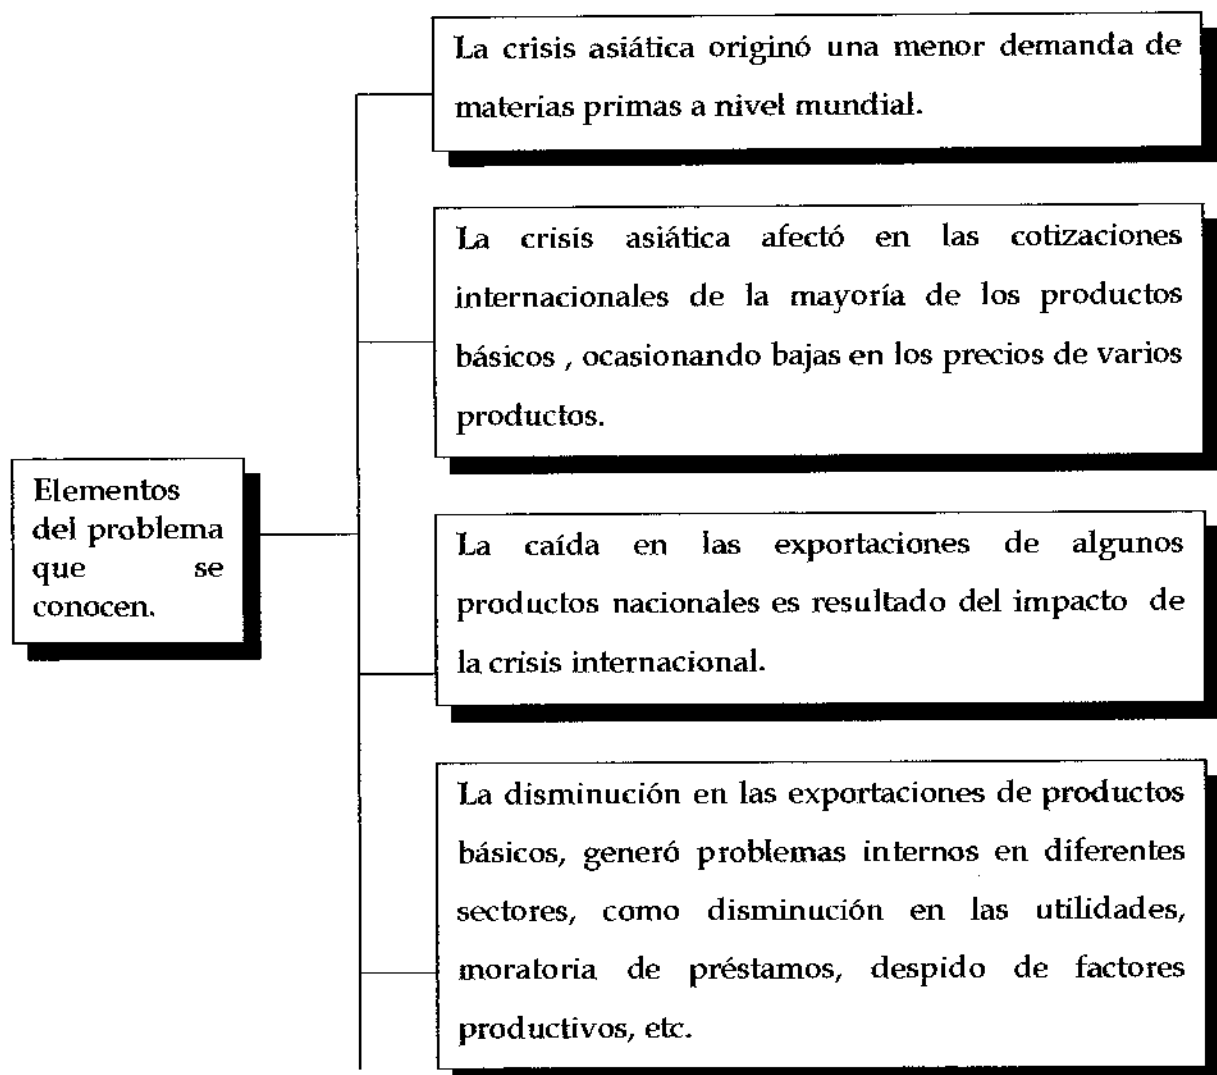 La crisis asiática originó una menor demanda de
materias primas a nivel mundial.
La crisis asiática afectó en las cotizaciones
internacionales de la mayoría de los productos
básicos , ocasionando bajas en los precios de varios
productos.
Elementos
del problema
que se
conocen.
La caída en las exportaciones de algunos
productos nacionales es resultado del impacto de
la crisis internacional.
La disminución en las exportaciones de productos
básicos, generó problemas internos en diferentes
sectores, como disminución en las utilidades,
moratoria de préstamos, despido de factores
productivos, etc.